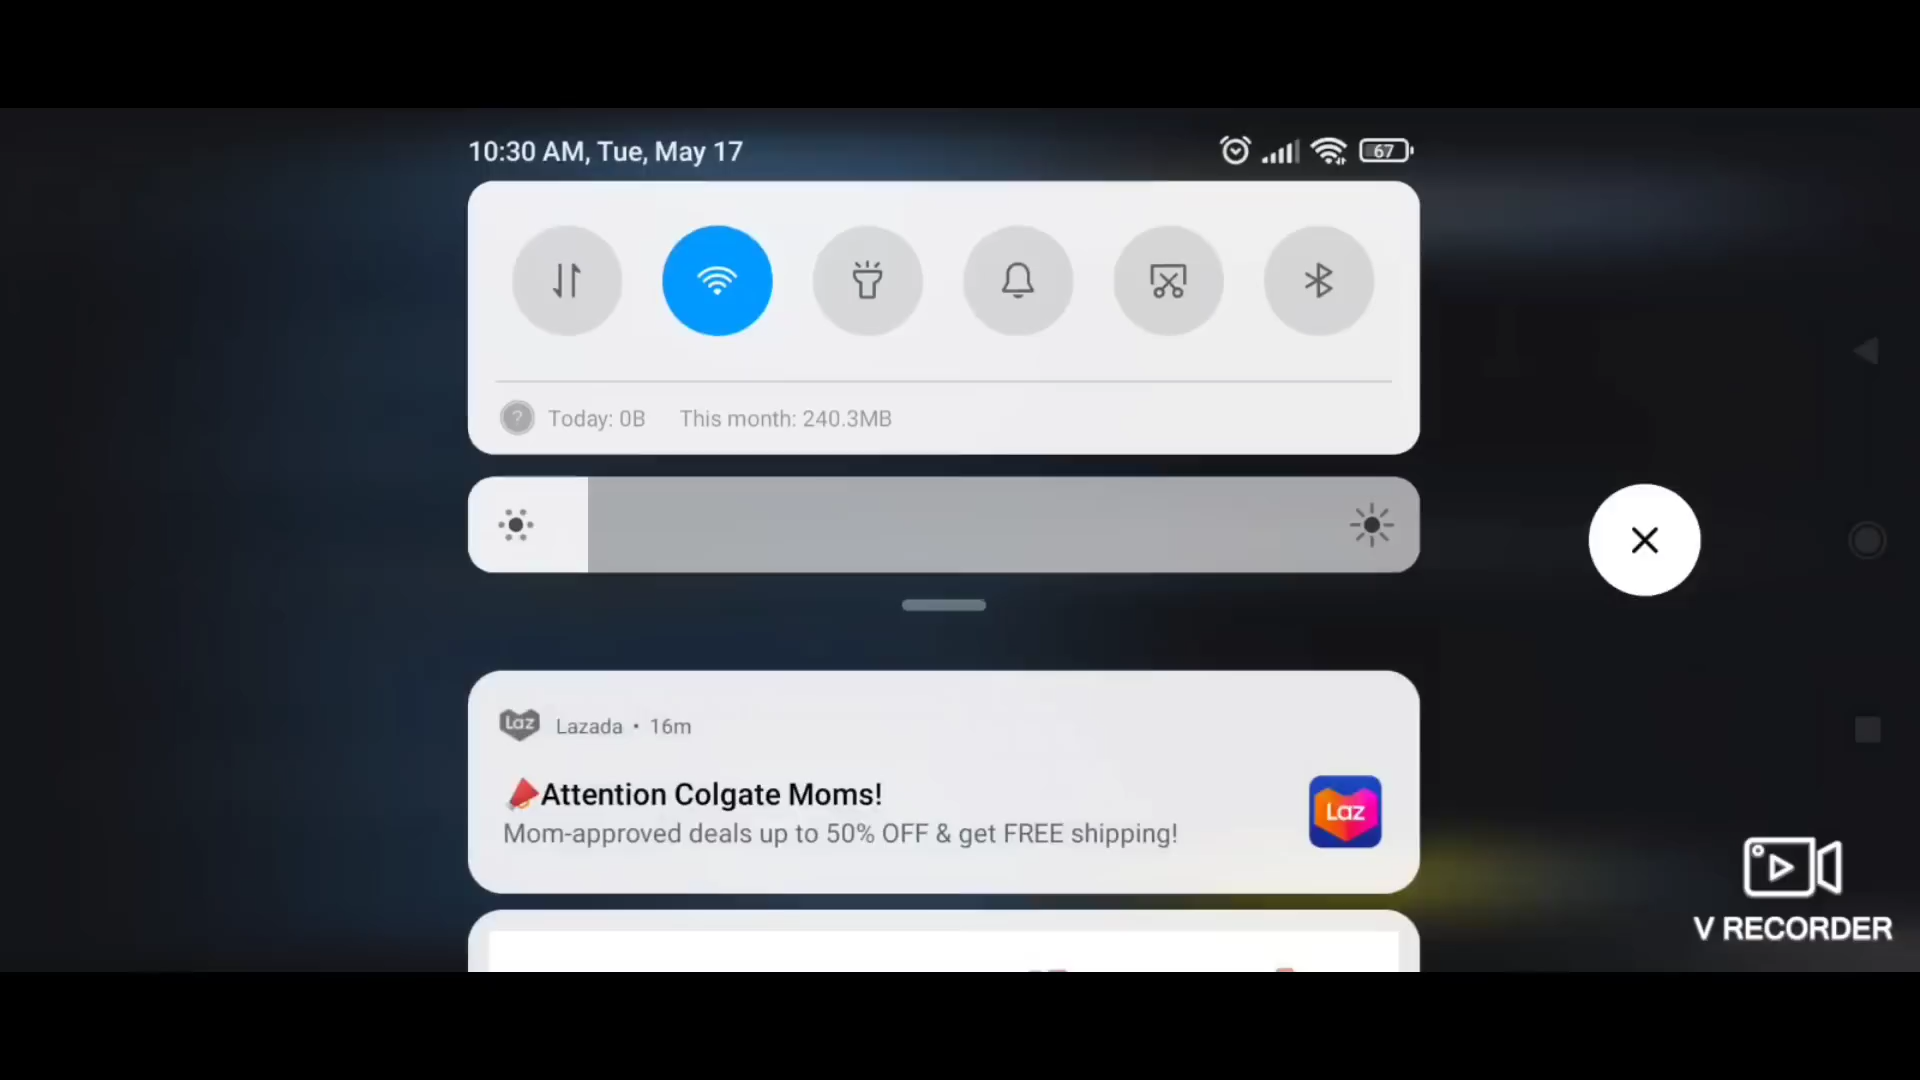 10:30 AM, Tue, May 17
67
?
Today: 0B This month: 240.3MB
Laz Lazada • 16m
📣Attention Colgate Moms!
Mom-approved deals up to 50% OFF & get FREE shipping!
Laz
V RECORDER